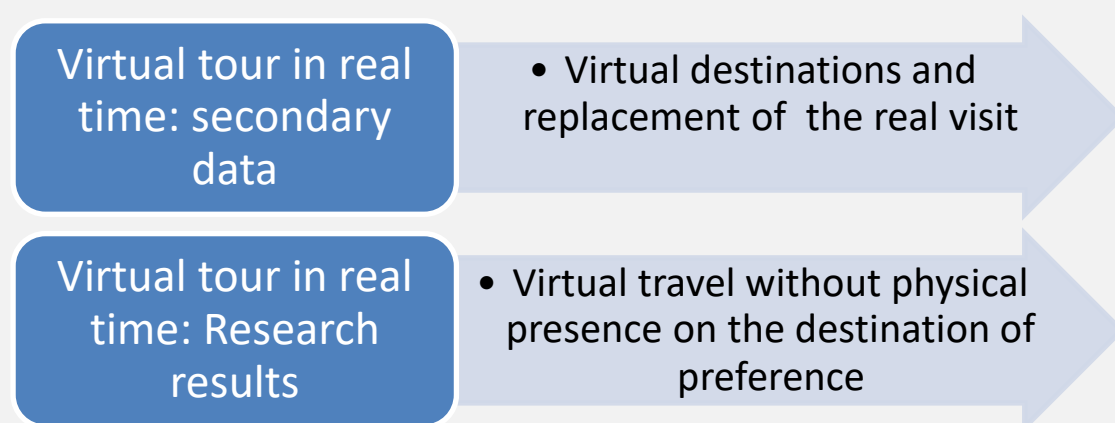 Virtual tour in real
time: secondary
data
• Virtual destinations and
replacement of the real visit
Virtual tour in real
time: Research
results
• Virtual travel without physical
presence on the destination of
preference